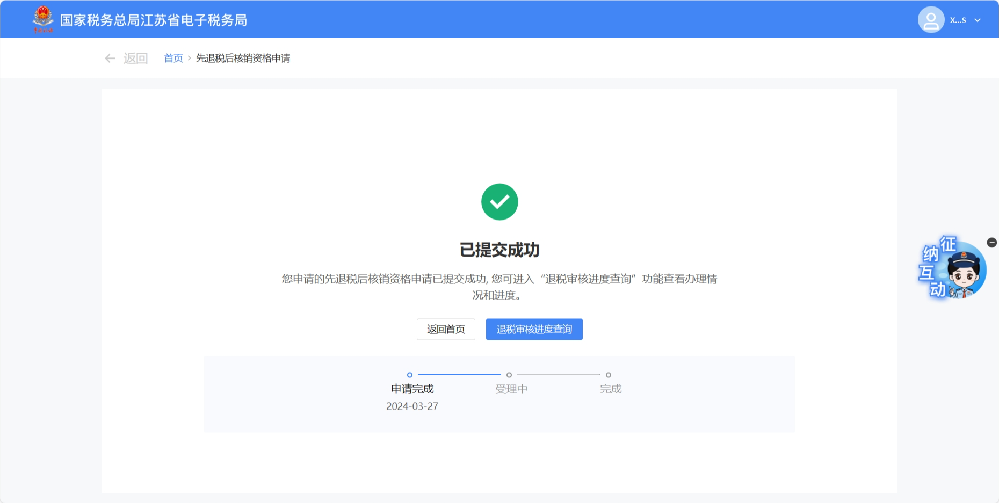 国家税务总局江苏省电子税务局
X...S
返回
首页 > 先退税后核销资格申请
已提交成功
您申请的先退税后核销资格申请已提交成功, 您可进入“退税审核进度查询”功能查看办理情
况和进度。
返回首页
退税审核进度查询
申请完成
受理中
完成
2024-03-27
征
纳
互
动